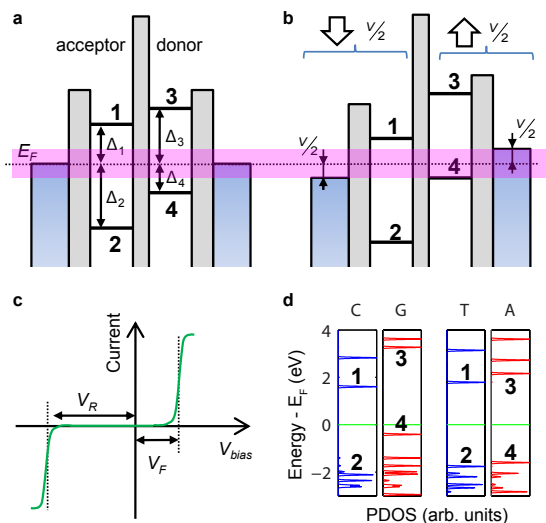 a
acceptor donor
1
3
E_F
Δ₁
Δ₃
Δ₂
Δ₄
2
4
b
V/2
V/2
3
1
V/2
4
V/2
2
c
Current
V_R
V_F
V_bias
d
C G T A
Energy - E_F (eV)
4
2
0
−2
1
3
4
2
1
3
2
4
PDOS (arb. units)